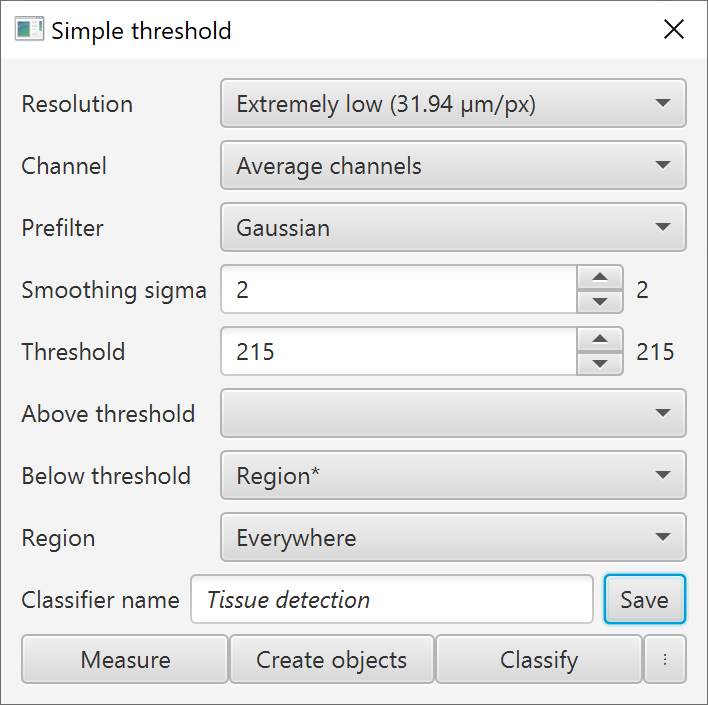 Simple threshold
Resolution Extremely low (31.94 µm/px)
Channel Average channels
Prefilter Gaussian
Smoothing sigma 2 2
Threshold 215 215
Above threshold
Below threshold Region*
Region Everywhere
Classifier name Tissue detection Save
Measure Create objects Classify